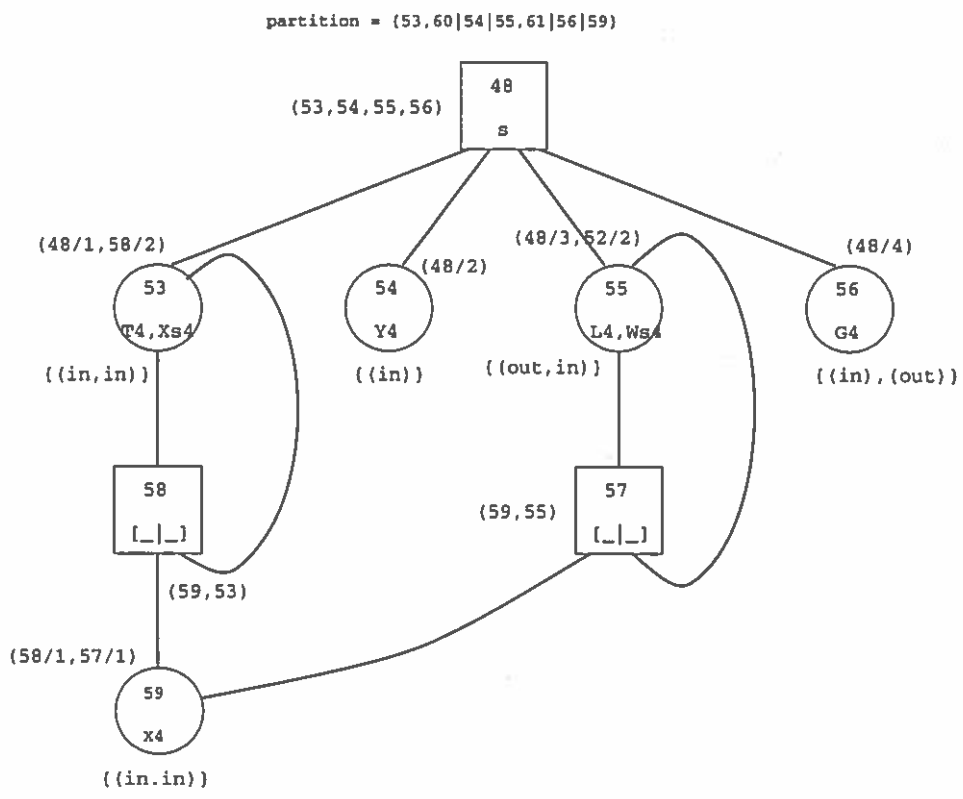 partition = {53,60|54|55,61|56|59}
48
(53,54,55,56)
s
(48/1,58/2)
(48/2)
(48/3,52/2)
(48/4)
53
54
55
56
T4,Xs4
Y4
L4,Ws4
G4
{(in,in)}
{(in)}
{(out,in)}
{(in),(out)}
58
57
(59,55)
[_|_]
[_|_]
(59,53)
(58/1,57/1)
59
X4
{(in.in)}